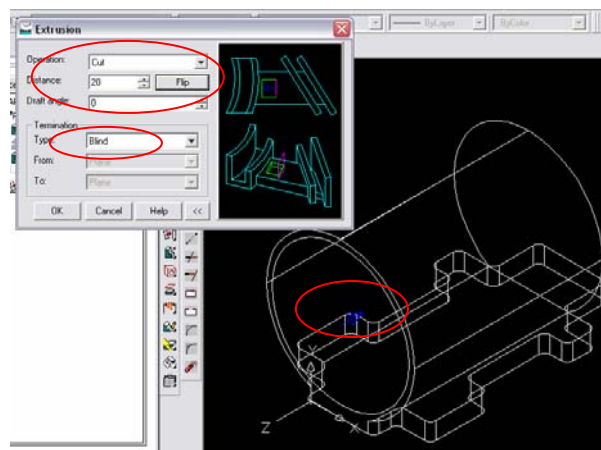 Extrusion
ByLayer
ByColor
Operation: Cut
Distance: 20 Flip
Draft angle: 0
Termination
Type: Blind
From: Plane
To: Plane
OK Cancel Help <<
Y
Z X